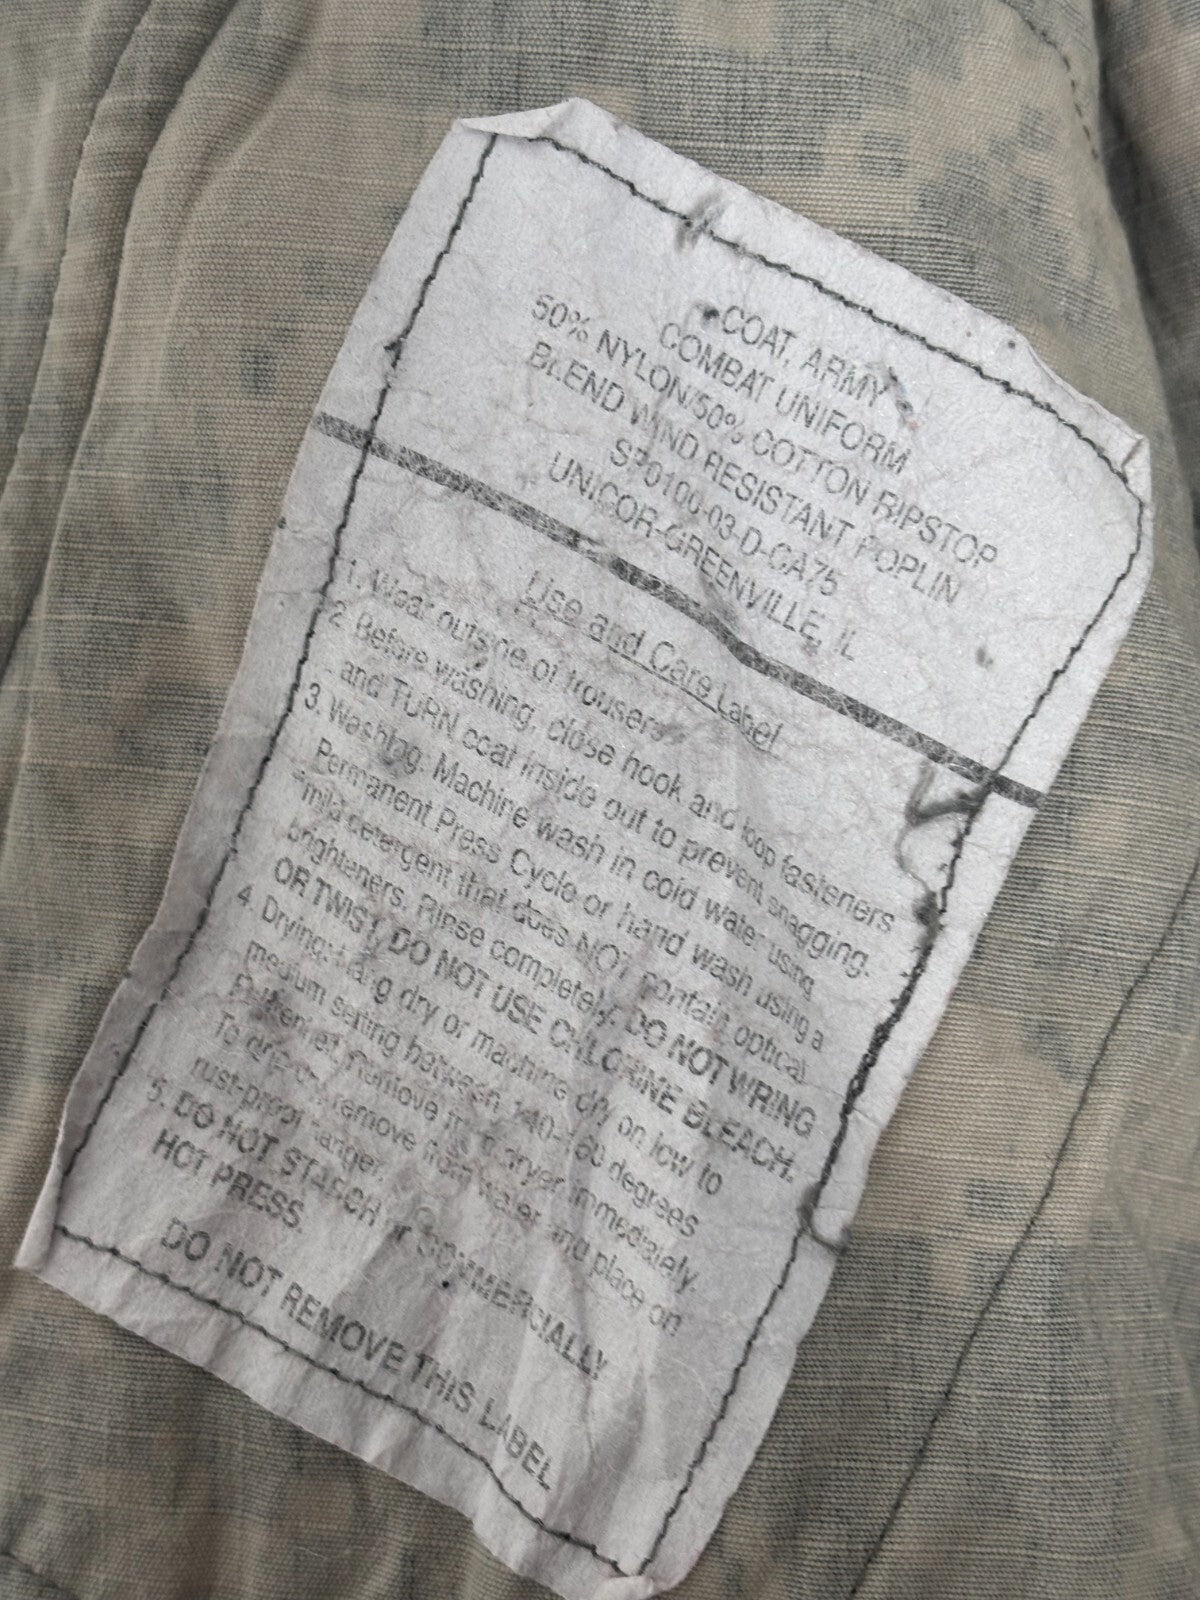 COAT, ARMY
COMBAT UNIFORM
50% NYLON/50% COTTON RIPSTOP
BLEND WIND RESISTANT POPLIN
SP0100-03-D-CA75
UNICOR-GREENVILLE, IL
Use and Care Label
1. Wear outside of trousers.
2. Before washing, close hook and loop fasteners
and TURN coat inside out to prevent snagging.
3. Washing: Machine wash in cold water using
Permanent Press Cycle or hand wash using a
mild detergent that does NOT contain optical
brighteners. Rinse completely. DO NOT WRING
OR TWIST. DO NOT USE CHLORINE BLEACH.
4. Drying: Hang dry or machine dry on low to
medium setting between 140-160 degrees
Fahrenheit. Remove from dryer immediately.
To drip dry, remove from water and place on
rust-proof hanger.
5. DO NOT STARCH or COMMERCIALLY
HOT PRESS.
DO NOT REMOVE THIS LABEL